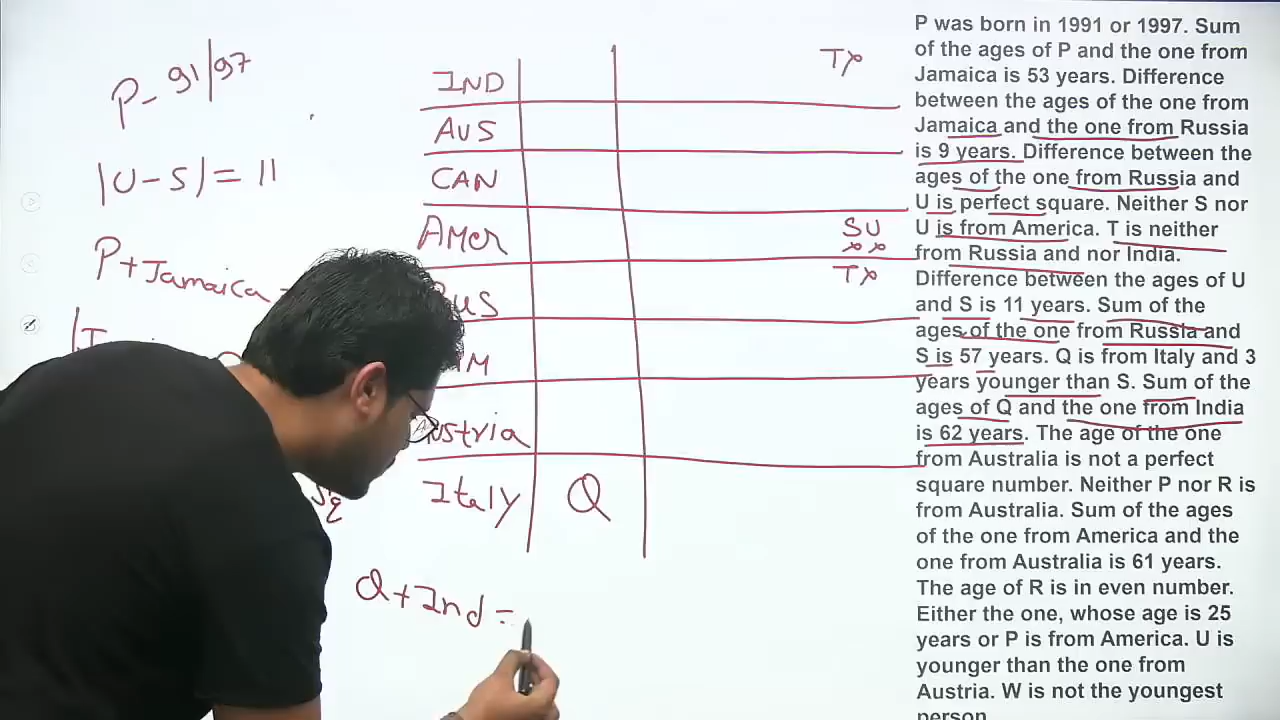 P was born in 1991 or 1997. Sum
of the ages of P and the one from
Jamaica is 53 years. Difference
between the ages of the one from
Jamaica and the one from Russia
is 9 years. Difference between the
ages of the one from Russia and
U is perfect square. Neither S nor
U is from America. T is neither
from Russia and nor India.
Difference between the ages of U
and S is 11 years. Sum of the
ages of the one from Russia and
S is 57 years. Q is from Italy and 3
years younger than S. Sum of the
ages of Q and the one from India
is 62 years. The age of the one
from Australia is not a perfect
square number. Neither P nor R is
from Australia. Sum of the ages
of the one from America and the
one from Australia is 61 years.
The age of R is in even number.
Either the one, whose age is 25
years or P is from America. U is
younger than the one from
Austria. W is not the youngest
person
P- 91/97
|U-S| = 11
P+Jamaica
IND Tx
AUS
CAN
Amer SU xx
US Tx
M
Austria
Italy Q
Q+Ind =